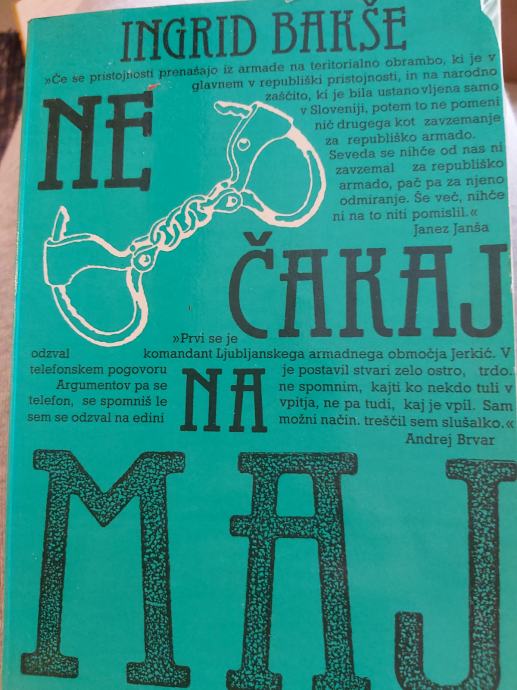 INGRID BAKŠE
»Če se pristojnosti prenašajo iz armade na teritorialno obrambo, ki je v
glavnem v republiški pristojnosti, in na narodno
zaščito, ki je bila ustanovljena samo
v Sloveniji, potem to ne pomeni
nič drugega kot zavzemanje
za republiško armado.
Seveda se nihče od nas ni
zavzemal za republiško
armado, pač pa za njeno
odmiranje. Še več, nihče
ni na to niti pomislil.«
Janez Janša
NE
ČAKAJ
»Prvi se je
odzval komandant Ljubljanskega armadnega območja Jerkić. V
telefonskem pogovoru je postavil stvari zelo ostro, trdo.
Argumentov pa se ne spomnim, kajti ko nekdo tuli v
telefon, se spomniš le vpitja, ne pa tudi, kaj je vpil. Sam
sem se odzval na edini možni način. treščil sem slušalko.«
Andrej Brvar
NA
MAJ